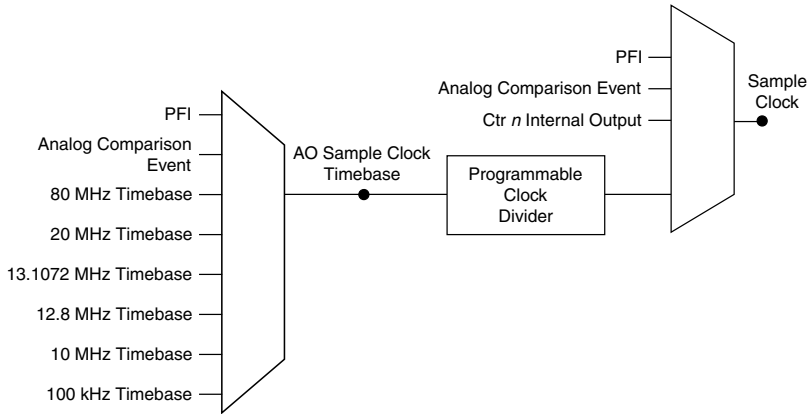 PFI
Analog Comparison
Event
80 MHz Timebase
20 MHz Timebase
13.1072 MHz Timebase
12.8 MHz Timebase
10 MHz Timebase
100 kHz Timebase
AO Sample Clock
Timebase
Programmable
Clock
Divider
PFI
Analog Comparison Event
Ctr n Internal Output
Sample
Clock